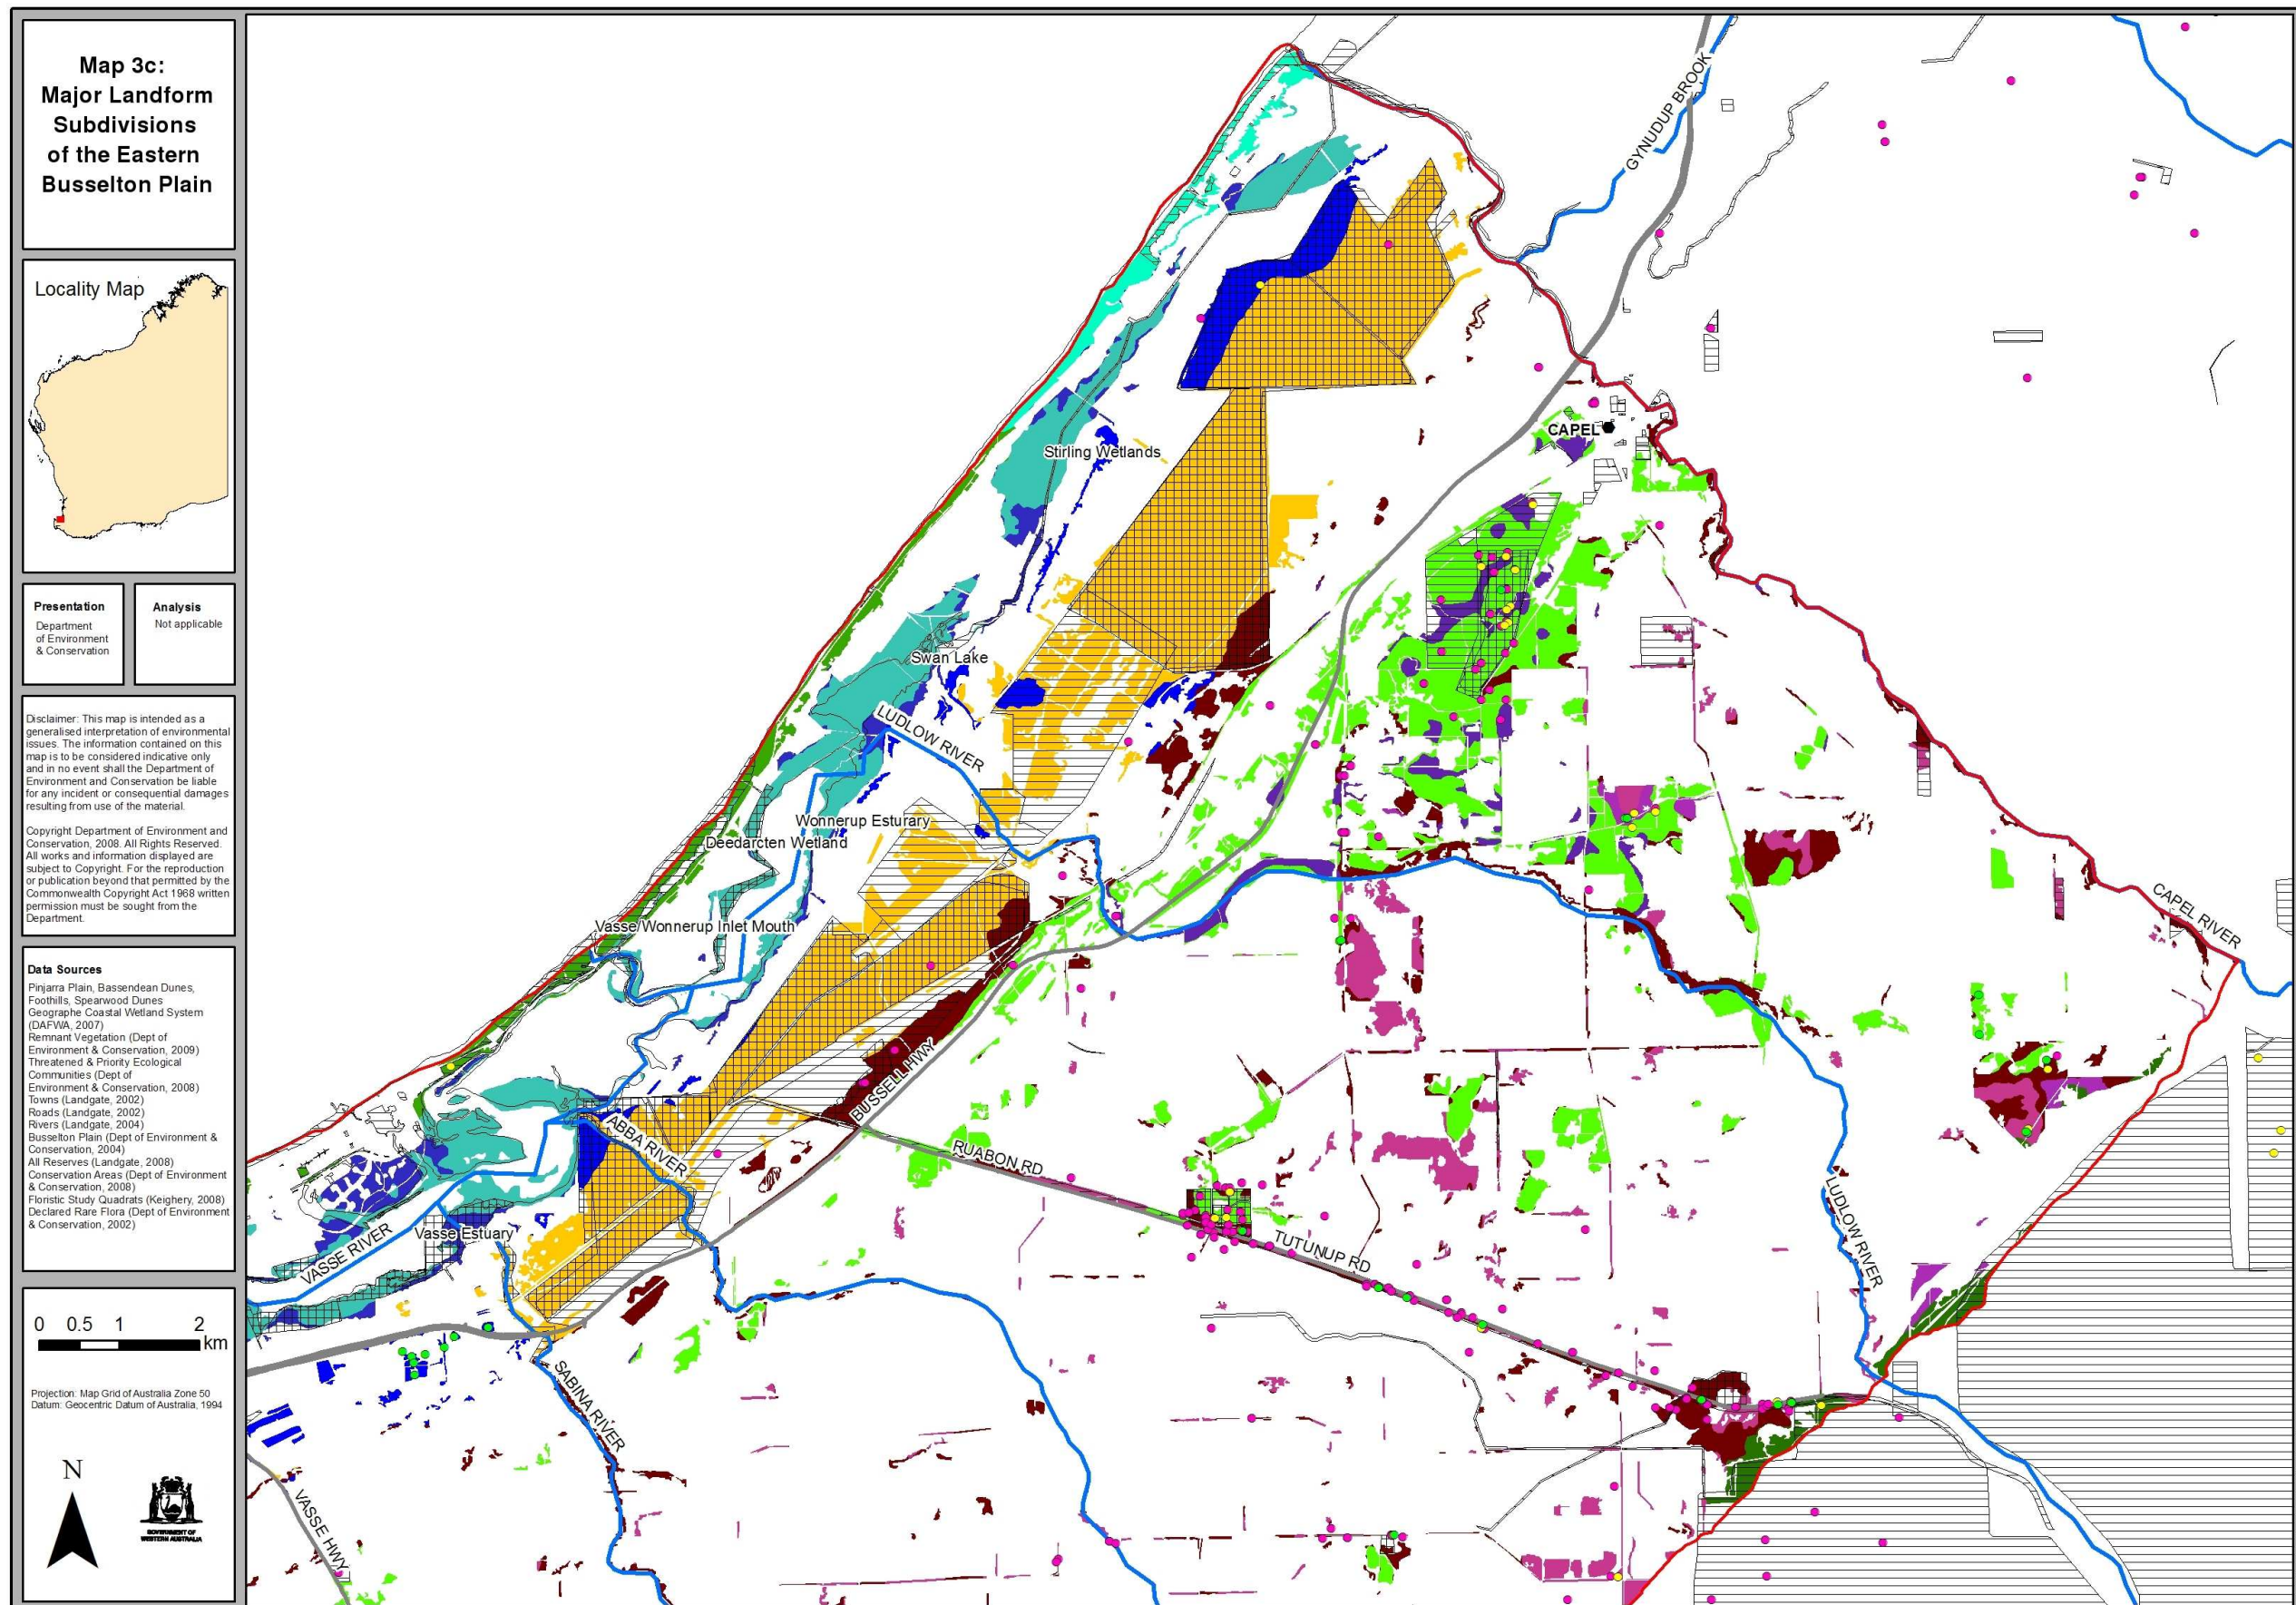 Map 3c:
Major Landform
Subdivisions
of the Eastern
Busselton Plain
Locality Map
Presentation
Department
of Environment
& Conservation
Analysis
Not applicable
Disclaimer: This map is intended as a
generalised interpretation of environmental
issues. The information contained on this
map is to be considered indicative only
and in no event shall the Department of
Environment and Conservation be liable
for any incident or consequential damages
resulting from use of the material.
Copyright Department of Environment and
Conservation, 2008. All Rights Reserved.
All works and information displayed are
subject to Copyright. For the reproduction
or publication beyond that permitted by the
Commonwealth Copyright Act 1968 written
permission must be sought from the
Department.
Data Sources
Pinjarra Plain, Bassendean Dunes,
Foothills, Spearwood Dunes
Geographe Coastal Wetland System
(DAFWA, 2007)
Remnant Vegetation (Dept of
Environment & Conservation, 2009)
Threatened & Priority Ecological
Communities (Dept of
Environment & Conservation, 2008)
Towns (Landgate, 2002)
Roads (Landgate, 2002)
Rivers (Landgate, 2004)
Busselton Plain (Dept of Environment &
Conservation, 2004)
All Reserves (Landgate, 2008)
Conservation Areas (Dept of Environment
& Conservation, 2008)
Floristic Study Quadrats (Keighery, 2008)
Declared Rare Flora (Dept of Environment
& Conservation, 2002)
0 0.5 1 2
km
Projection: Map Grid of Australia Zone 50
Datum: Geocentric Datum of Australia, 1994
N
GOVERNMENT OF
WESTERN AUSTRALIA
GYNUDUP BROOK
CAPEL
Stirling Wetlands
Swan Lake
LUDLOW RIVER
Wonnerup Esturary
Deedarcten Wetland
Vasse/Wonnerup Inlet Mouth
CAPEL RIVER
BUSSELL HWY
ABBA RIVER
RUABON RD
VASSE RIVER
Vasse Estuary
TUTUNUP RD
LUDLOW RIVER
SABINA RIVER
VASSE HWY